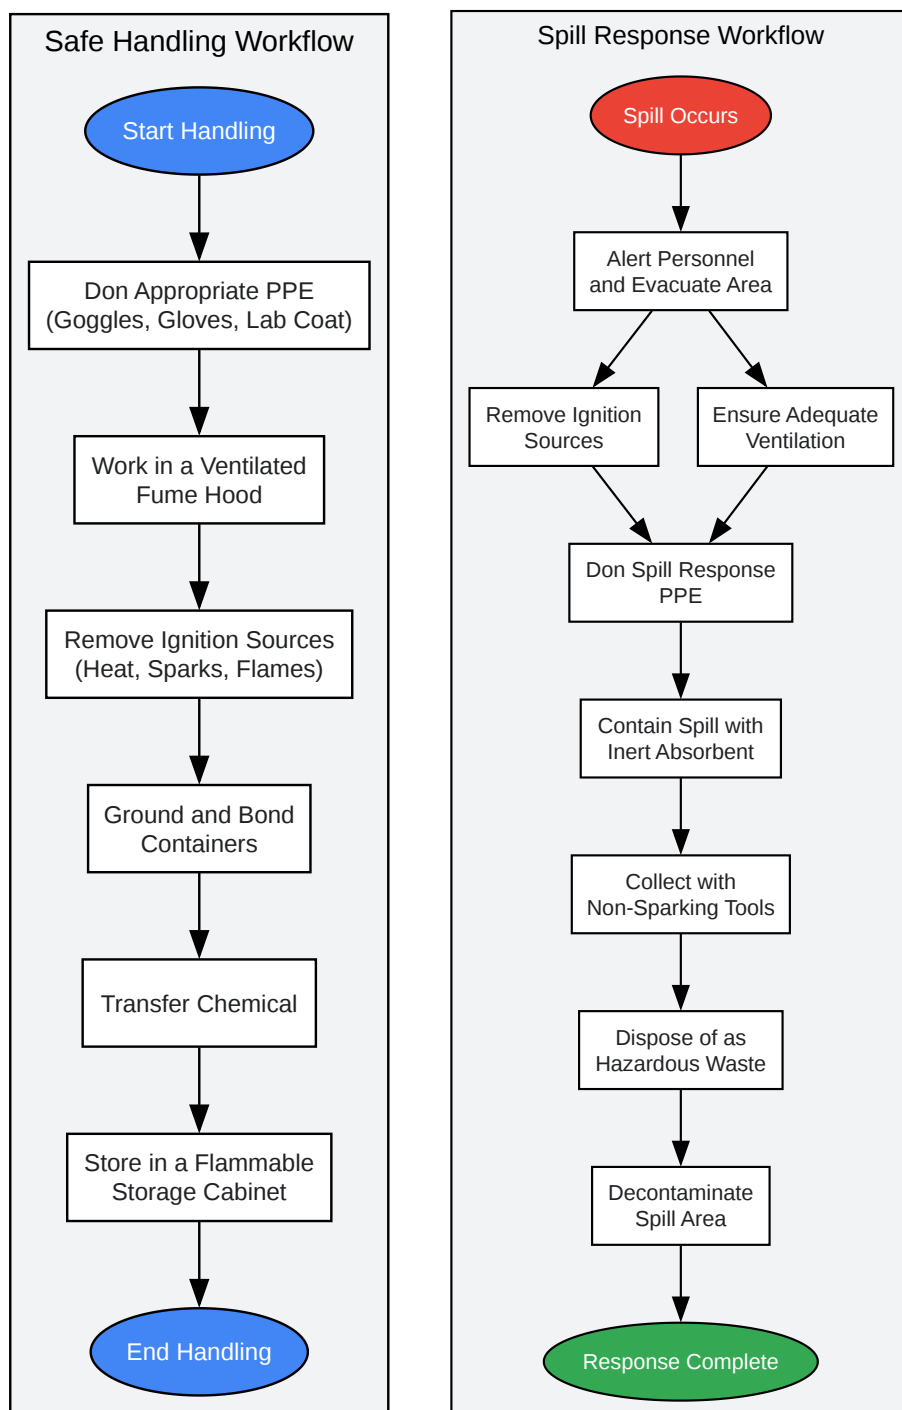 Safe Handling Workflow
Start Handling
Don Appropriate PPE
(Goggles, Gloves, Lab Coat)
Work in a Ventilated
Fume Hood
Remove Ignition Sources
(Heat, Sparks, Flames)
Ground and Bond
Containers
Transfer Chemical
Store in a Flammable
Storage Cabinet
End Handling
Spill Response Workflow
Spill Occurs
Alert Personnel
and Evacuate Area
Remove Ignition
Sources
Ensure Adequate
Ventilation
Don Spill Response
PPE
Contain Spill with
Inert Absorbent
Collect with
Non-Sparking Tools
Dispose of as
Hazardous Waste
Decontaminate
Spill Area
Response Complete